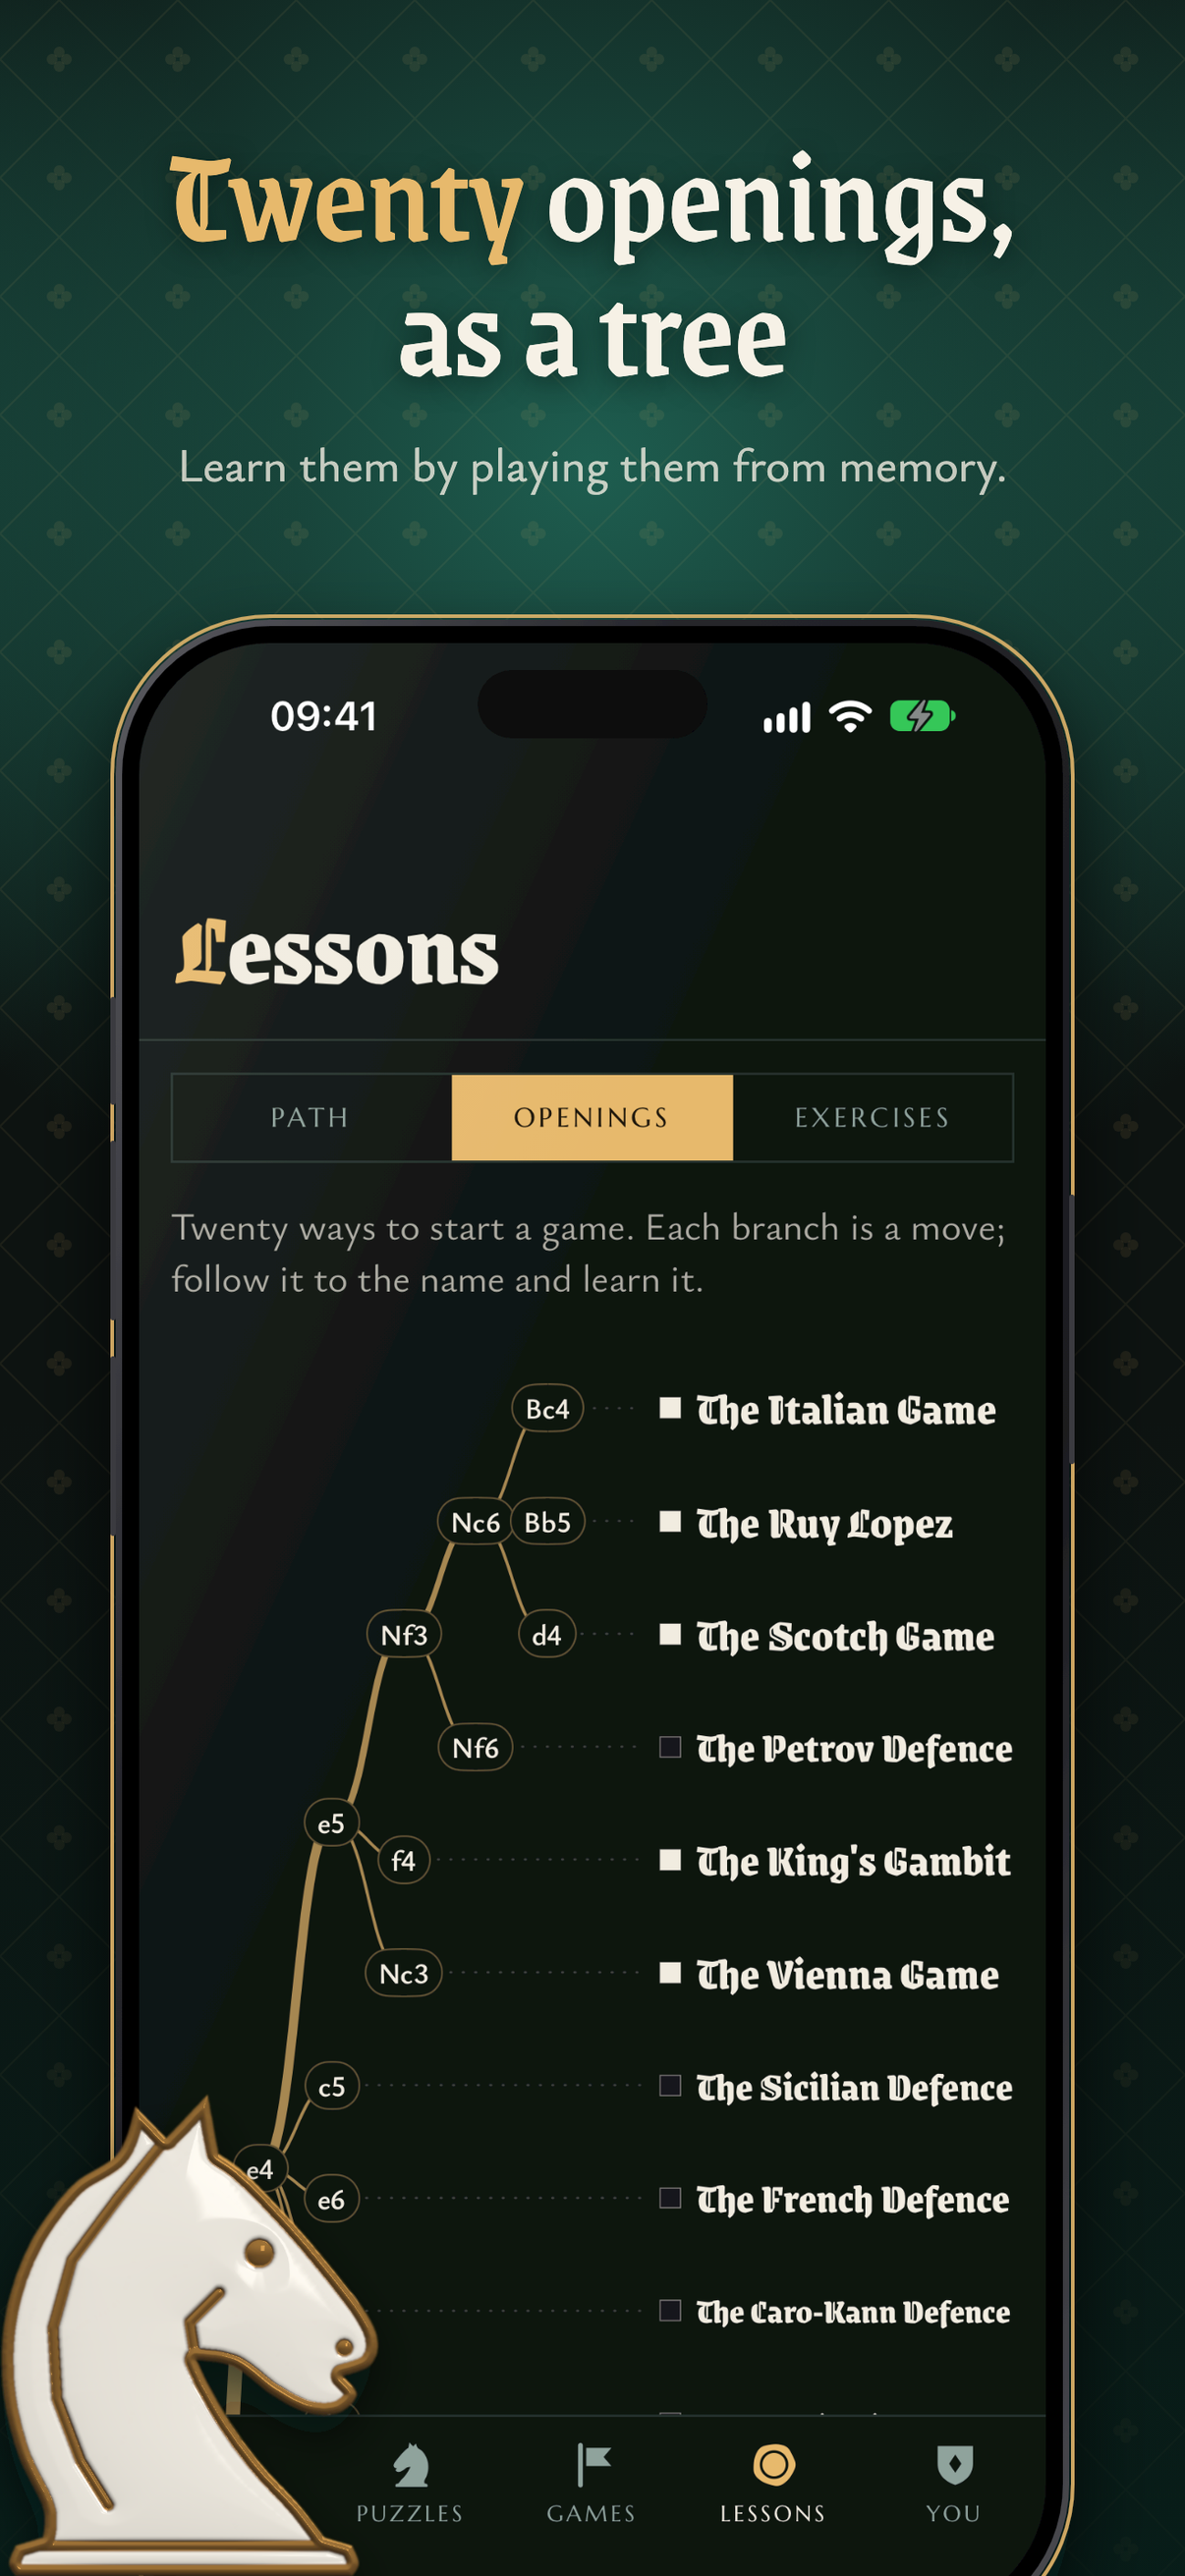 Twenty openings,
as a tree
Learn them by playing them from memory.
09:41
Lessons
PATH OPENINGS EXERCISES
Twenty ways to start a game. Each branch is a move;
follow it to the name and learn it.
Bc4 The Italian Game
Nc6 Bb5 The Ruy Lopez
Nf3 d4 The Scotch Game
Nf6 The Petrov Defence
e5
f4 The King's Gambit
Nc3 The Vienna Game
c5 The Sicilian Defence
e4
e6 The French Defence
The Caro-Kann Defence
PUZZLES GAMES LESSONS YOU